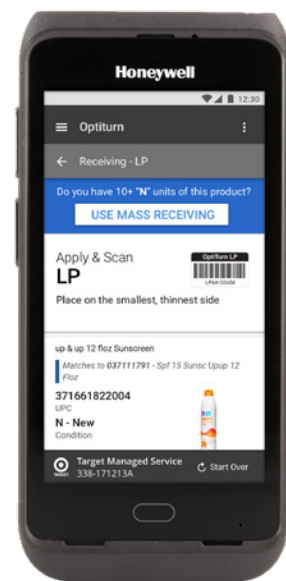 Honeywell
12:30
Optiturn
Receiving - LP
Do you have 10+ "N" units of this product?
USE MASS RECEIVING
Apply & Scan
LP
OptiTurn LP
LPAA123456
Place on the smallest, thinnest side
up & up 12 floz Sunscreen
Matches to 037111791 - Spf 15 Sunsc Upup 12
Floz
371661822004
UPC
N - New
Condition
TARGET
Target Managed Service
338-171213A
Start Over